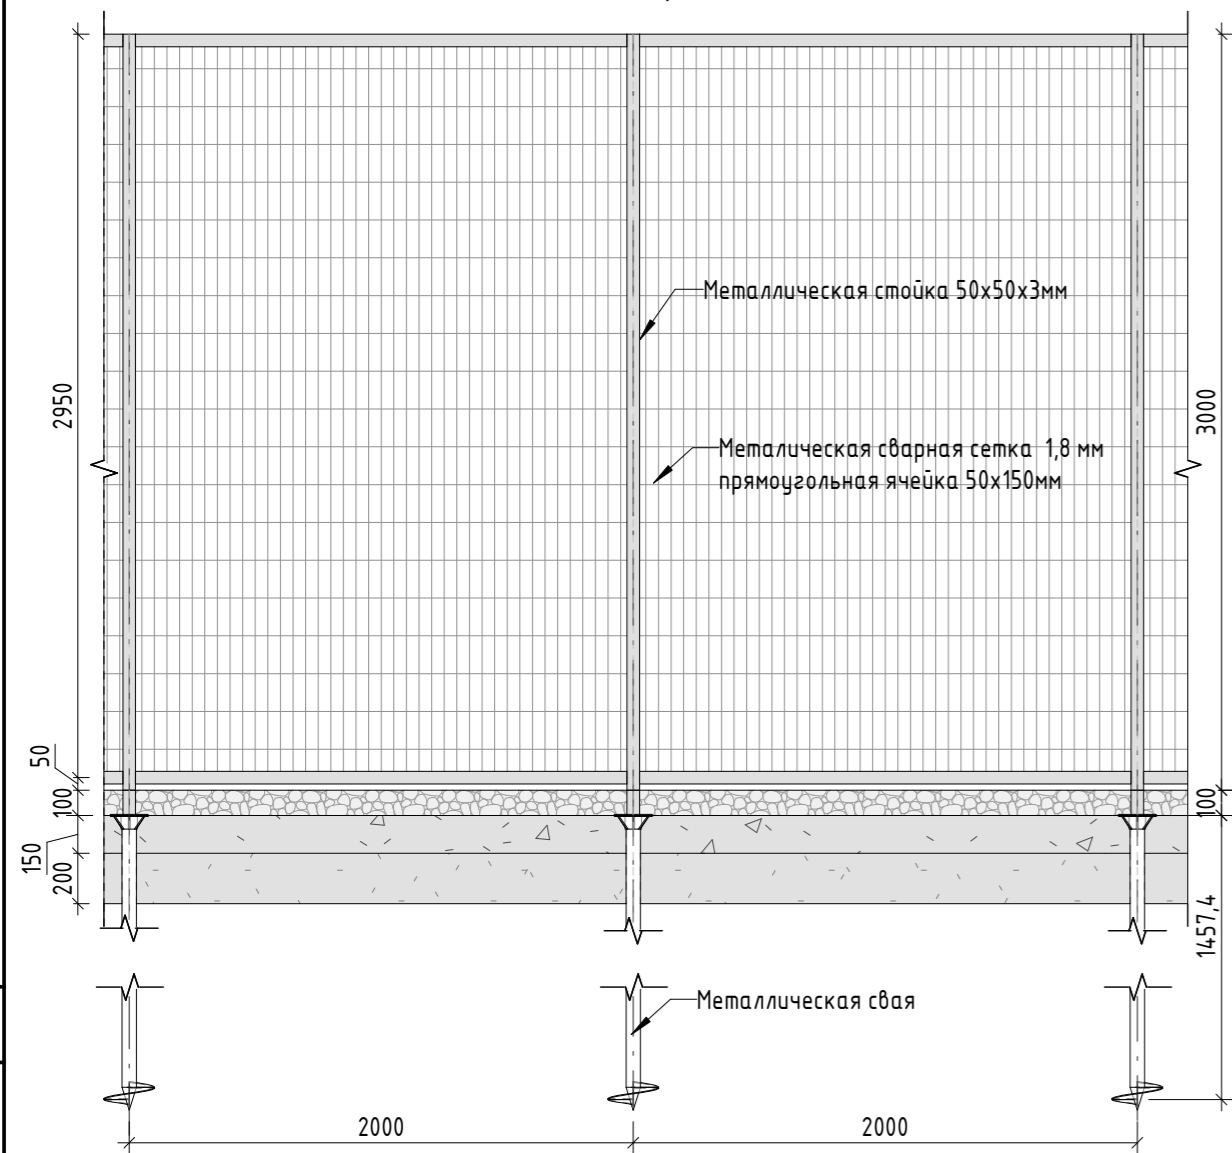 2950
3000
Металлическая стойка 50х50х3мм
Металическая сварная сетка 1,8 мм
прямоугольная ячейка 50х150мм
50
100
100
150
200
1457,4
Металлическая свая
2000
2000